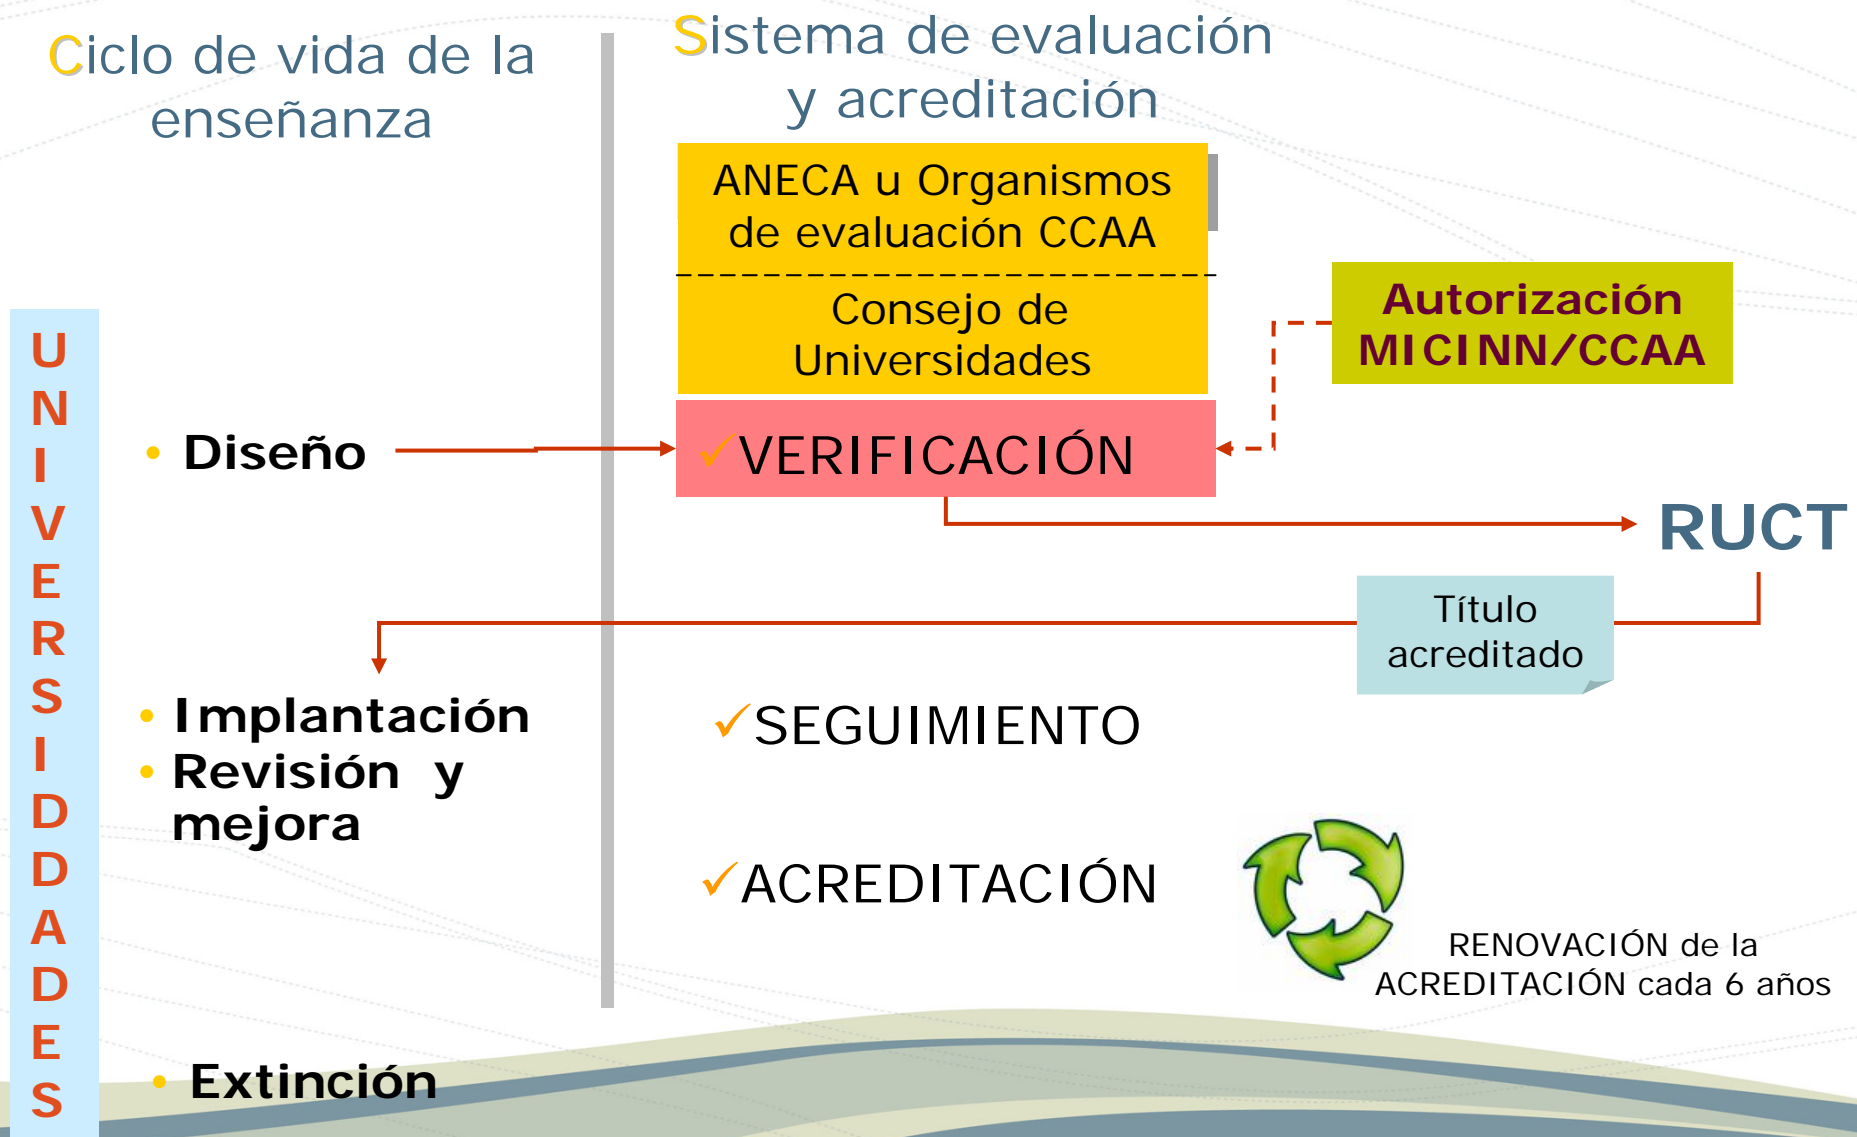 Ciclo de vida de la
enseñanza
Sistema de evaluación
y acreditación
ANECA u Organismos
de evaluación CCAA
Consejo de
Universidades
Autorización
MICINN/CCAA
U
N
I
V
E
R
S
I
D
D
A
D
E
S
• Diseño
✓VERIFICACIÓN
RUCT
Título
acreditado
• Implantación
• Revisión y
mejora
✓SEGUIMIENTO
✓ACREDITACIÓN
RENOVACIÓN de la
ACREDITACIÓN cada 6 años
• Extinción